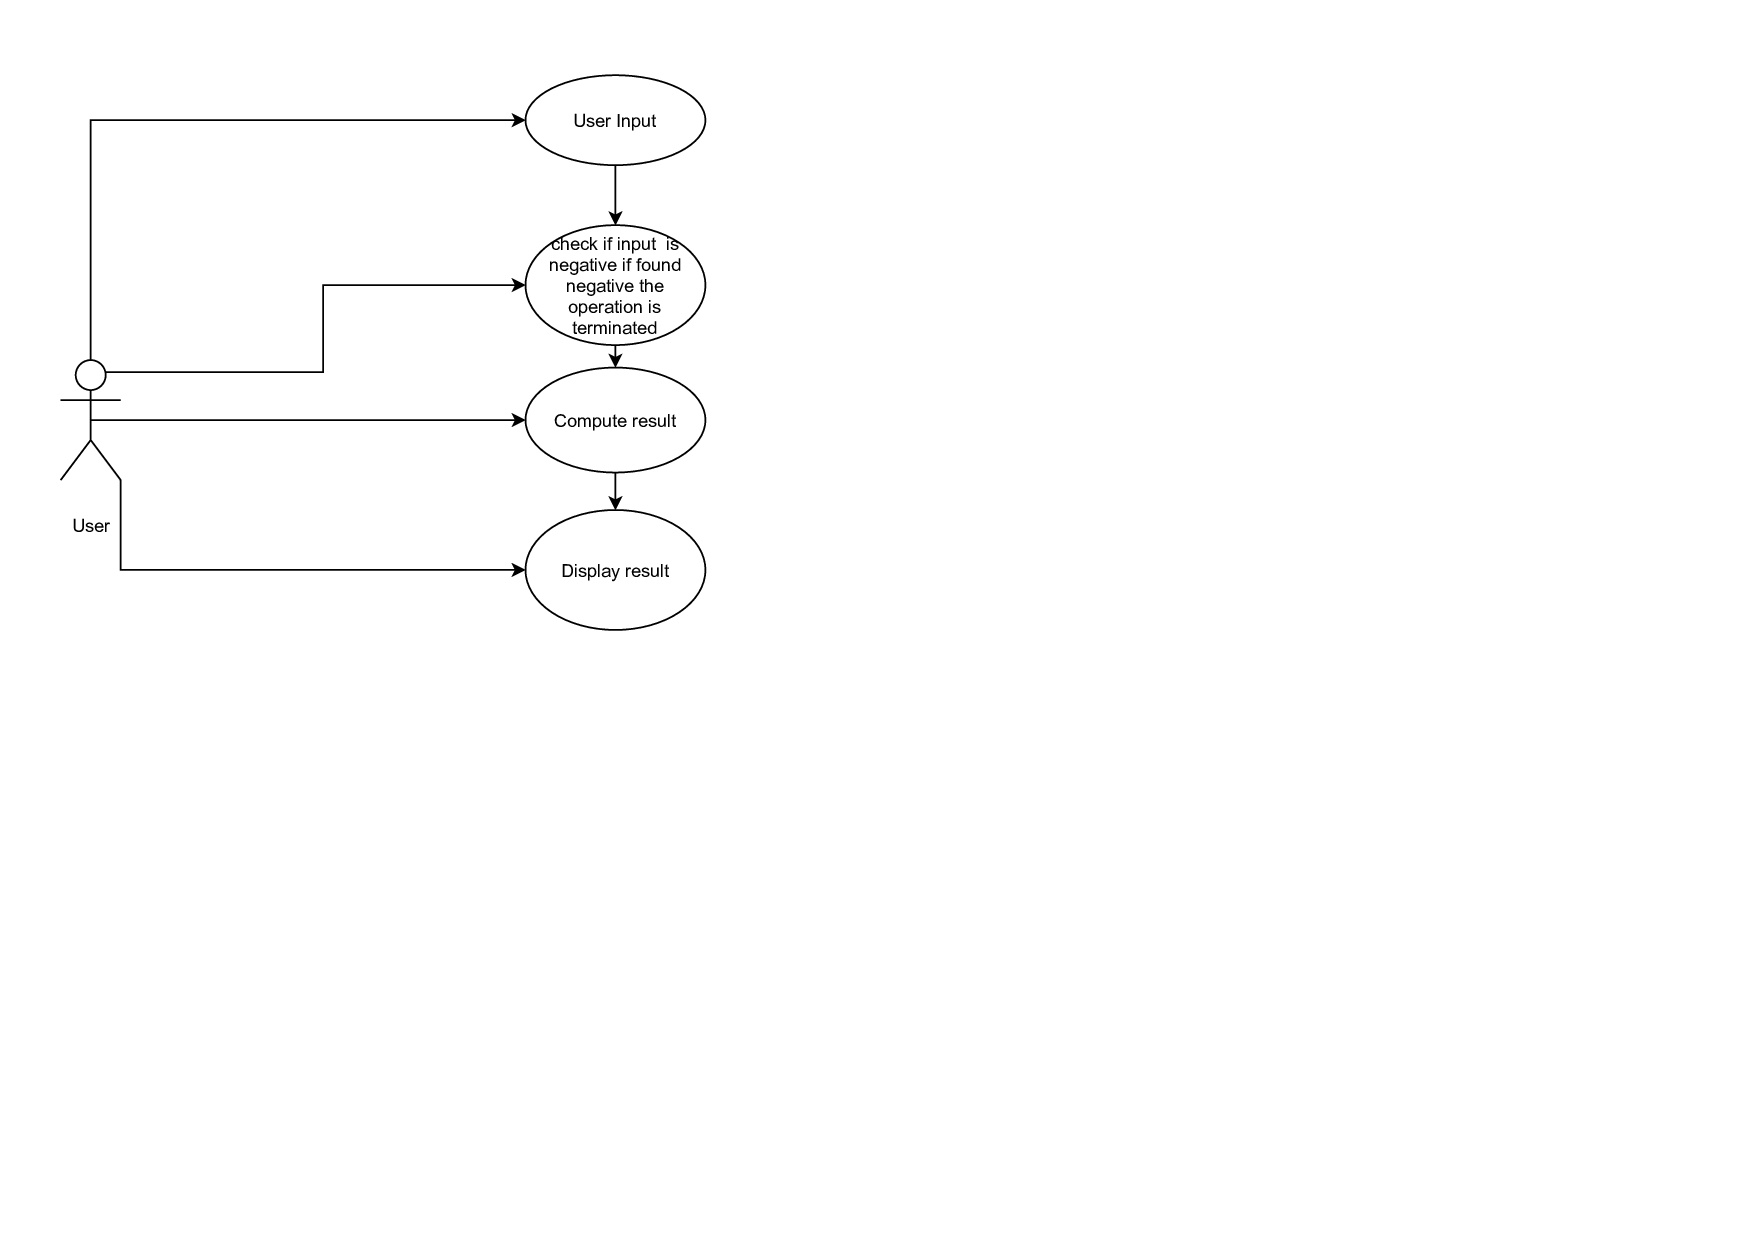 User Input
check if input  is
negative if found
negative the
operation is
terminated
Compute result
User
Display result